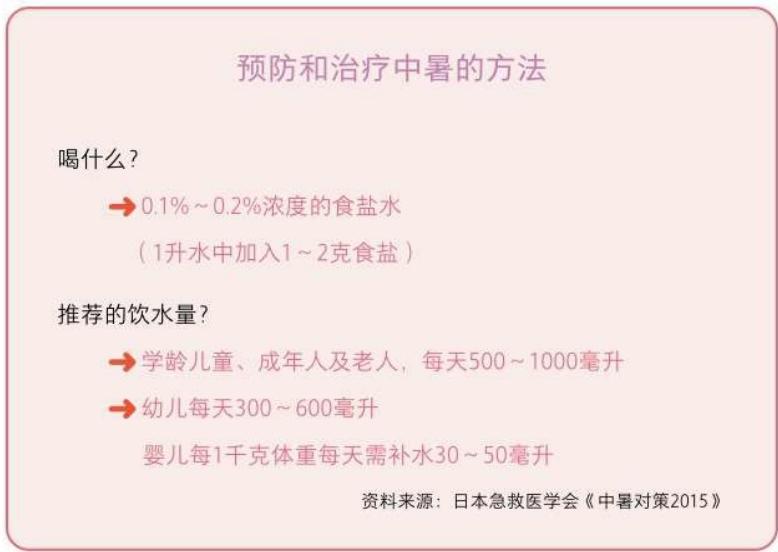 预防和治疗中暑的方法
喝什么?
0.1%~0.2%浓度的食盐水
(1升水中加入1~2克食盐)
推荐的饮水量?
学龄儿童、成年人及老人，每天500~1000毫升
幼儿每天300~600毫升
婴儿每1千克体重每天需补水30~50毫升
资料来源：日本急救医学会《中暑对策2015》